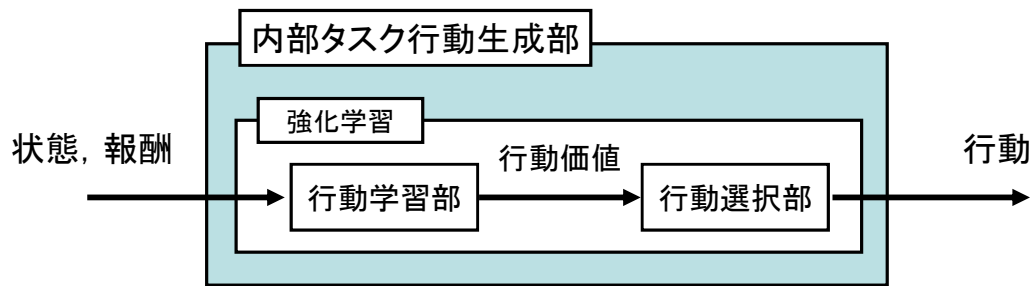 内部タスク行動生成部
強化学習
状態, 報酬
行動価値
行動
行動学習部
行動選択部